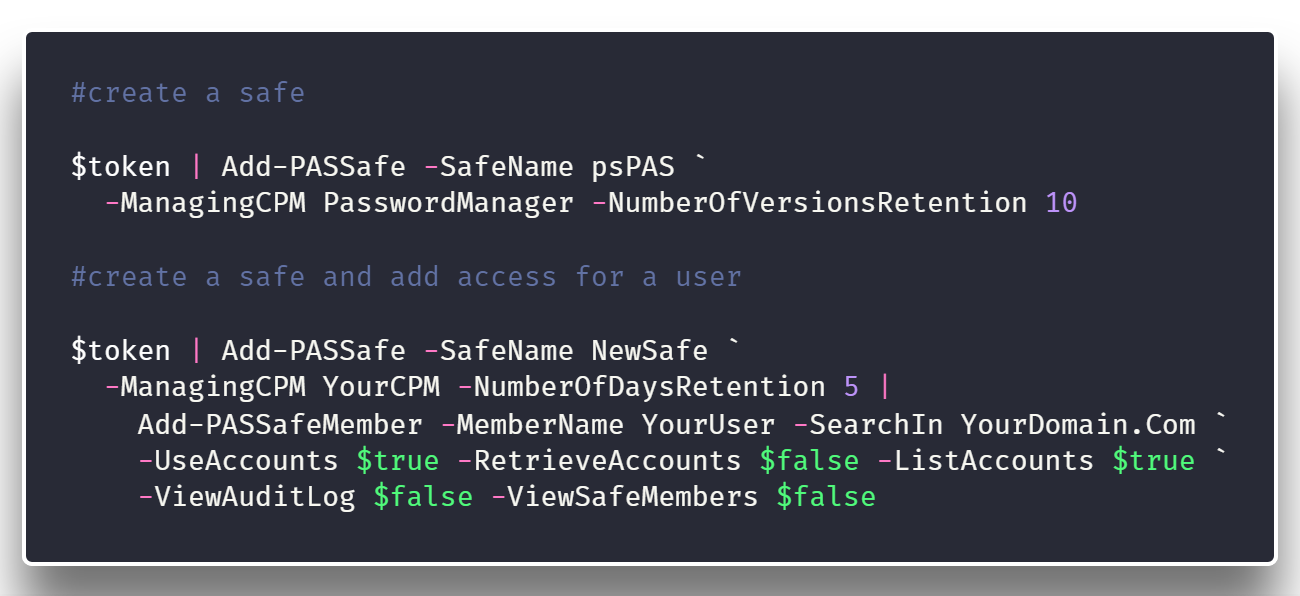 #create a safe
$token | Add-PASSafe -SafeName psPAS `
-ManagingCPM PasswordManager -NumberOfVersionsRetention 10
#create a safe and add access for a user
$token | Add-PASSafe -SafeName NewSafe `
-ManagingCPM YourCPM -NumberOfDaysRetention 5 |
Add-PASSafeMember -MemberName YourUser -SearchIn YourDomain.Com `
-UseAccounts $true -RetrieveAccounts $false -ListAccounts $true `
-ViewAuditLog $false -ViewSafeMembers $false